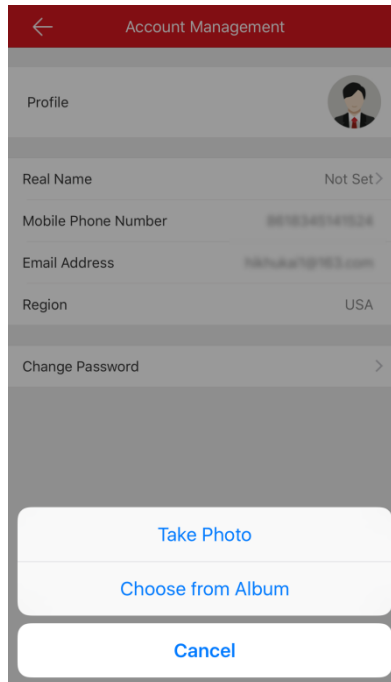 Account Management
Profile
Real Name Not Set
Mobile Phone Number
Email Address
Region USA
Change Password
Take Photo
Choose from Album
Cancel